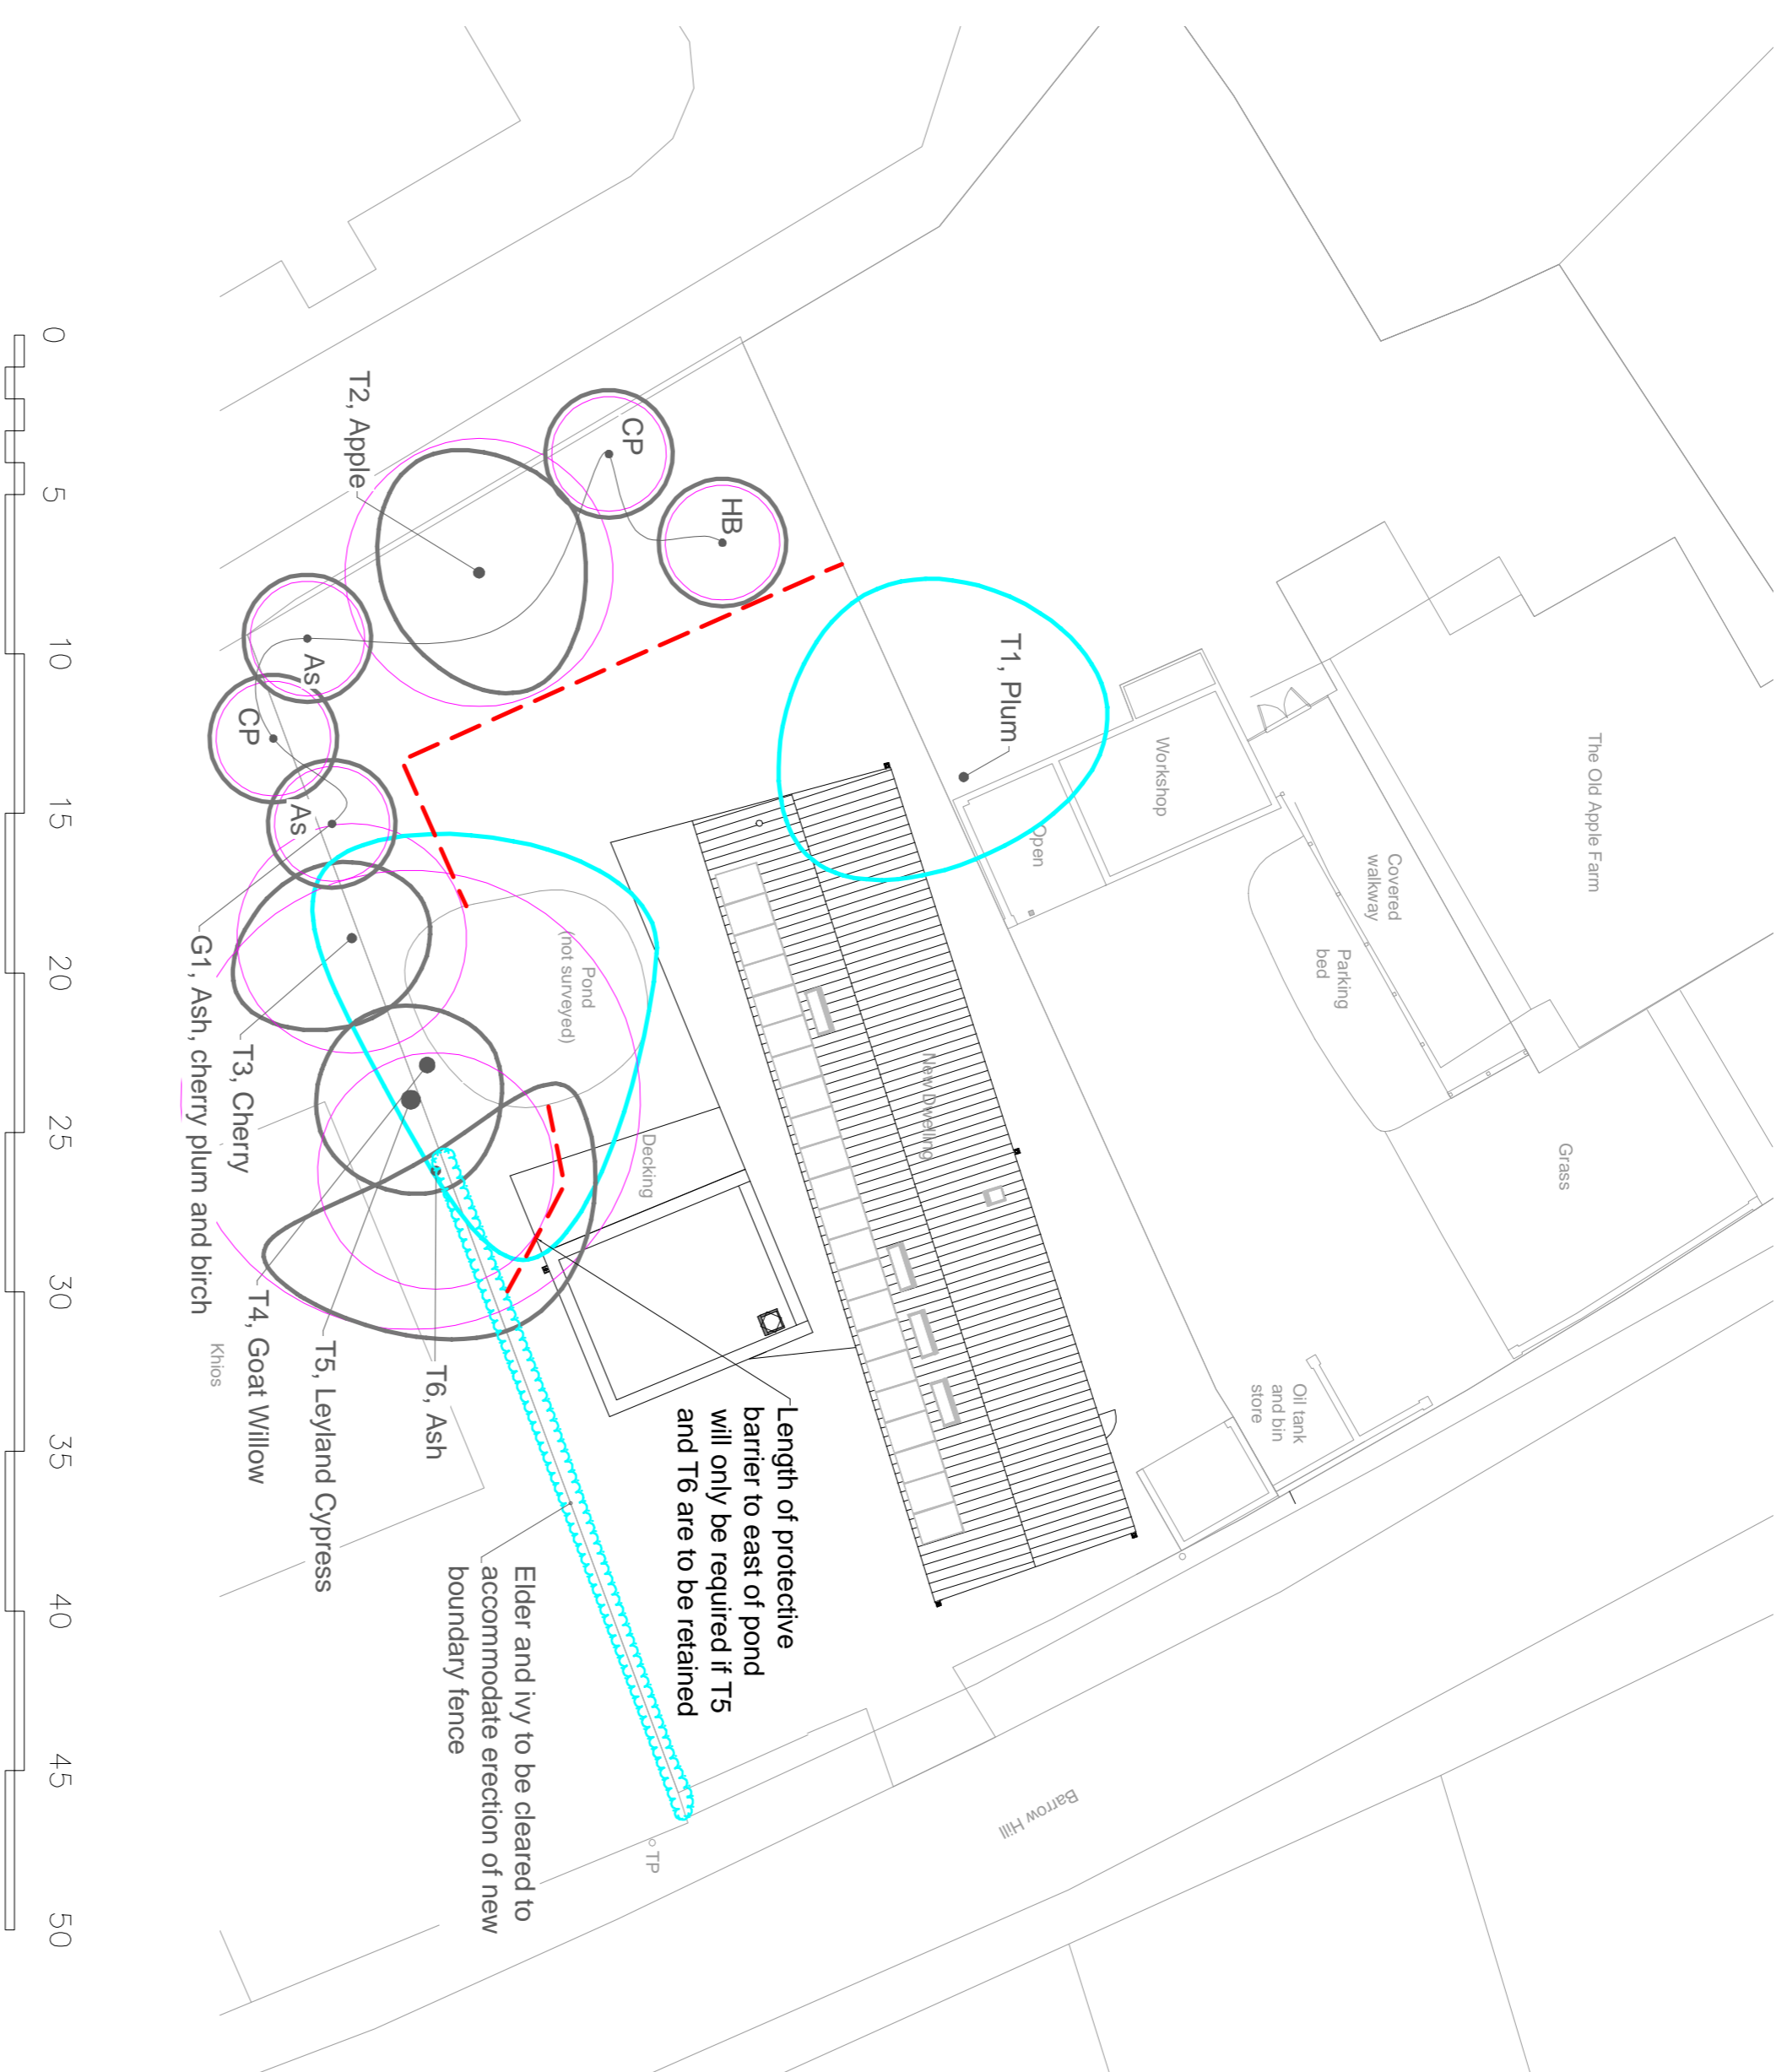 The Old Apple Farm
Covered
walkway
Parking
bed
Grass
Workshop
Open
Oil tank
and bin
store
T1, Plum
New Dwelling
Barrow Hill
HB
CP
T2, Apple
As
CP
As
Pond
(not surveyed)
Decking
Length of protective
barrier to east of pond
will only be required if T5
and T6 are to be retained
TP
Elder and ivy to be cleared to
accommodate erection of new
boundary fence
T6, Ash
T5, Leyland Cypress
T4, Goat Willow
T3, Cherry
G1, Ash, cherry plum and birch
Khios
0 5 10 15 20 25 30 35 40 45 50